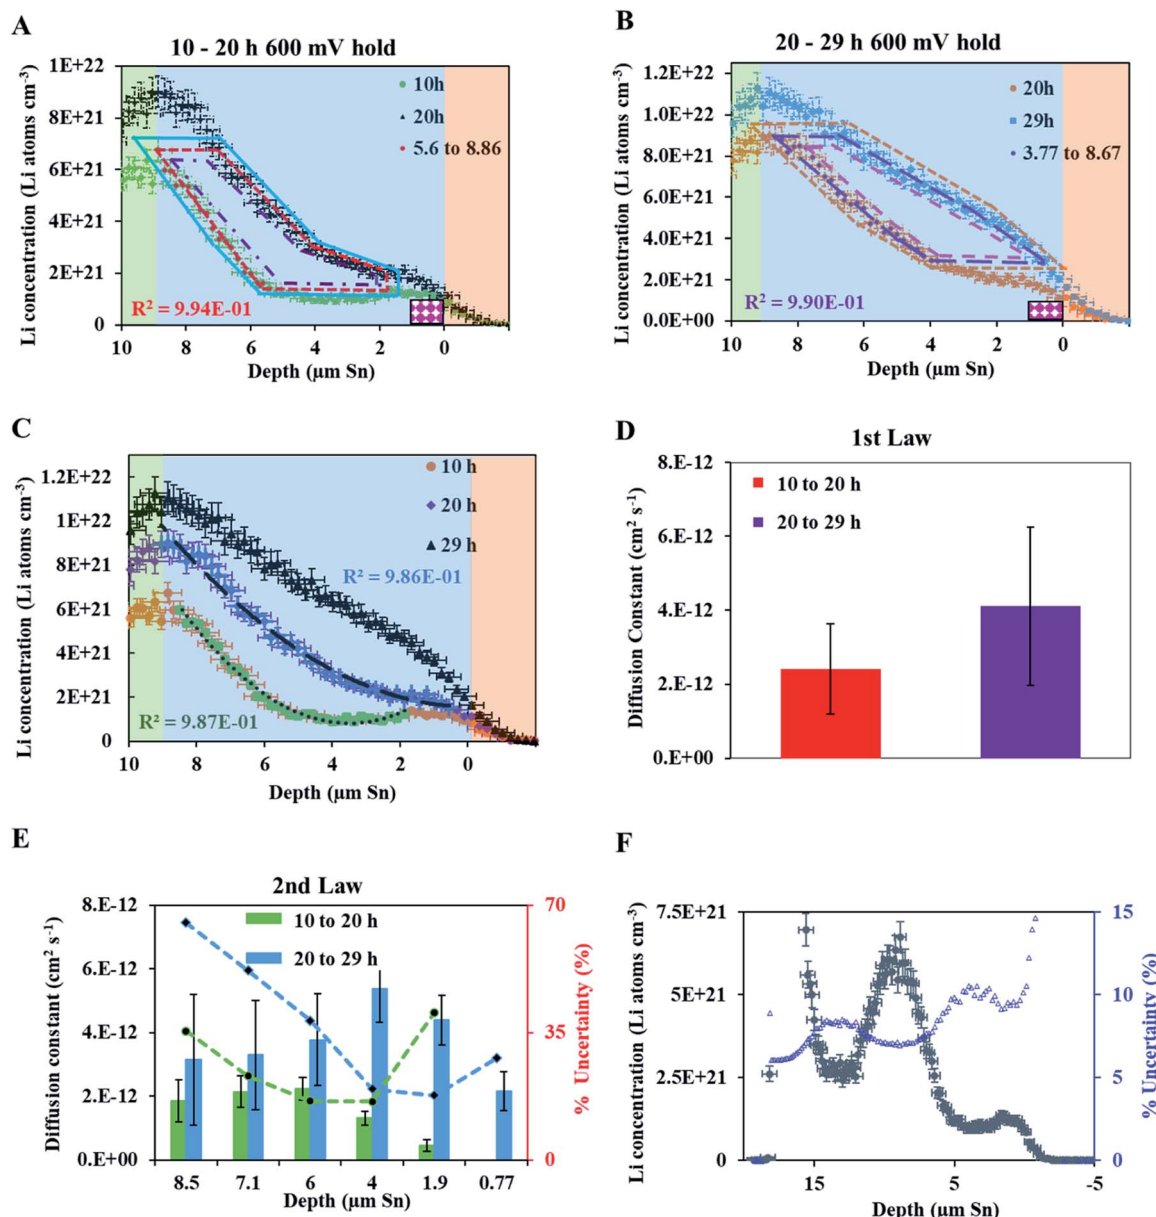 A
10 - 20 h 600 mV hold
Li concentration (Li atoms cm⁻³)
1E+22
8E+21
6E+21
4E+21
2E+21
0
10h
20h
5.6 to 8.86
R² = 9.94E-01
10 8 6 4 2 0
Depth (μm Sn)
B
20 - 29 h 600 mV hold
Li concentration (Li atoms cm⁻³)
1.2E+22
1.0E+22
8.0E+21
6.0E+21
4.0E+21
2.0E+21
0.0E+00
20h
29h
3.77 to 8.67
R² = 9.90E-01
10 8 6 4 2 0
Depth (μm Sn)
C
Li concentration (Li atoms cm⁻³)
1.2E+22
1E+22
8E+21
6E+21
4E+21
2E+21
0
10 h
20 h
29 h
R² = 9.86E-01
R² = 9.87E-01
10 8 6 4 2 0
Depth (μm Sn)
D
1st Law
Diffusion Constant (cm² s⁻¹)
8.E-12
6.E-12
4.E-12
2.E-12
0.E+00
10 to 20 h
20 to 29 h
E
2nd Law
Diffusion constant (cm² s⁻¹)
8.E-12
6.E-12
4.E-12
2.E-12
0.E+00
10 to 20 h
20 to 29 h
70
35
0
% Uncertainty (%)
8.5 7.1 6 4 1.9 0.77
Depth (μm Sn)
F
Li concentration (Li atoms cm⁻³)
7.5E+21
5E+21
2.5E+21
0
15
10
5
0
% Uncertainty (%)
15 5 -5
Depth (μm Sn)